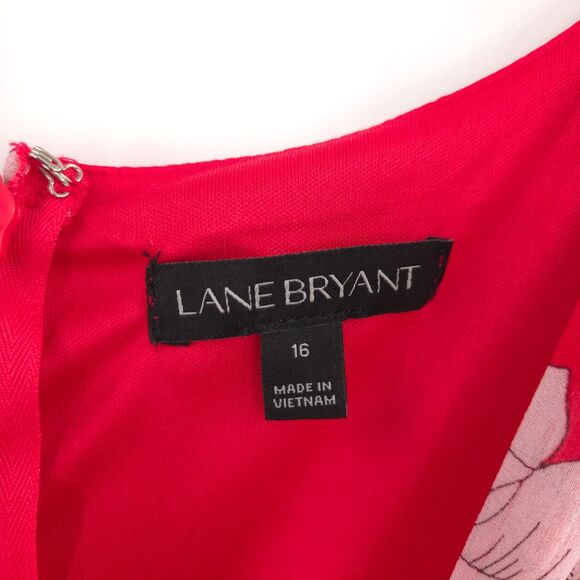 LANE BRYANT
16
MADE IN
VIETNAM